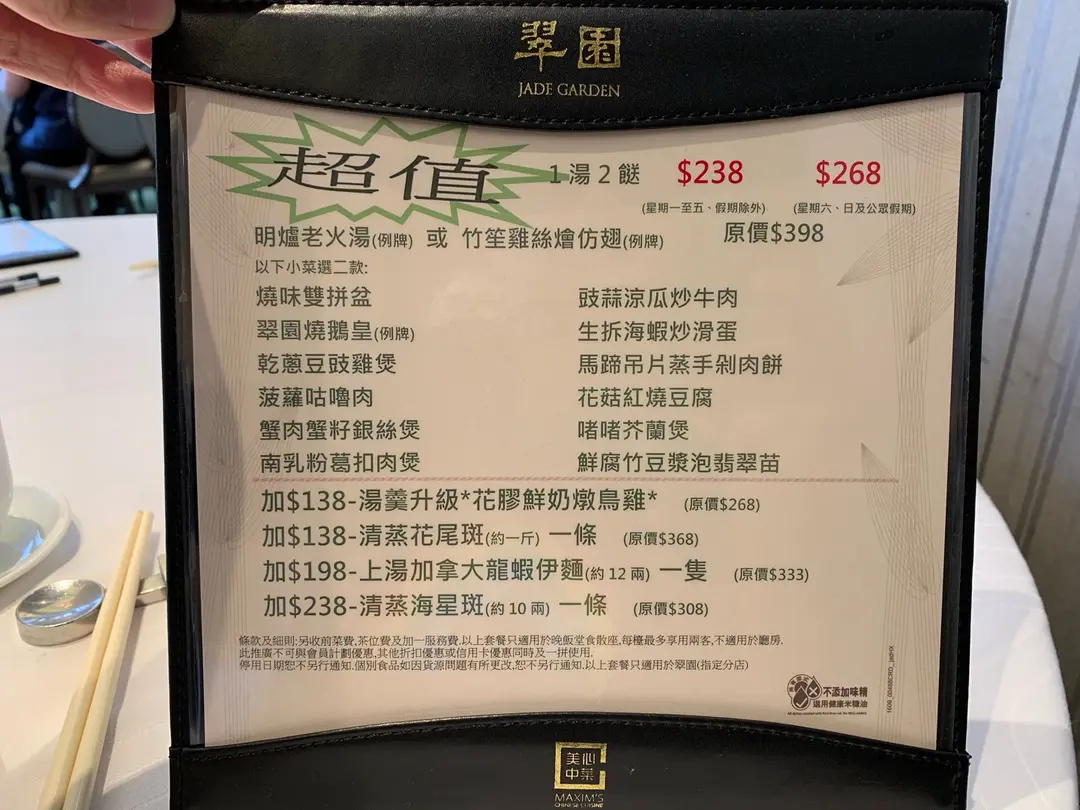 翠園
JADE GARDEN
超值 1 湯 2 餸 $238 $268
(星期一至五、假期除外) (星期六、日及公眾假期)
明爐老火湯(例牌) 或 竹笙雞絲燴仿翅(例牌) 原價$398
以下小菜選二款:
燒味雙拼盆 豉蒜涼瓜炒牛肉
翠園燒鵝皇(例牌) 生拆海蝦炒滑蛋
乾蔥豆豉雞煲 馬蹄吊片蒸手剁肉餅
菠蘿咕嚕肉 花菇紅燒豆腐
蟹肉蟹籽銀絲煲 啫啫芥蘭煲
南乳粉葛扣肉煲 鮮腐竹豆漿泡翡翠苗
加$138-湯羹升級*花膠鮮奶燉鳥雞* (原價$268)
加$138-清蒸花尾斑(約一斤) 一條 (原價$368)
加$198-上湯加拿大龍蝦伊麵(約 12 兩) 一隻 (原價$333)
加$238-清蒸海星斑(約 10 兩) 一條 (原價$308)
條款及細則:另收前菜費,茶位費及加一服務費.以上套餐只適用於晚飯堂食散座,每檯最多享用兩客,不適用於廳房.
此推廣不可與會員計劃優惠,其他折扣優惠或信用卡優惠同時及一拼使用.
停用日期恕不另行通知.個別食品如因貨源問題有所更改,恕不另行通知.以上套餐只適用於翠園(指定分店)
不添加味精
選用健康米糠油
美心
中菜
MAXIM'S
CHINESE CUISINE